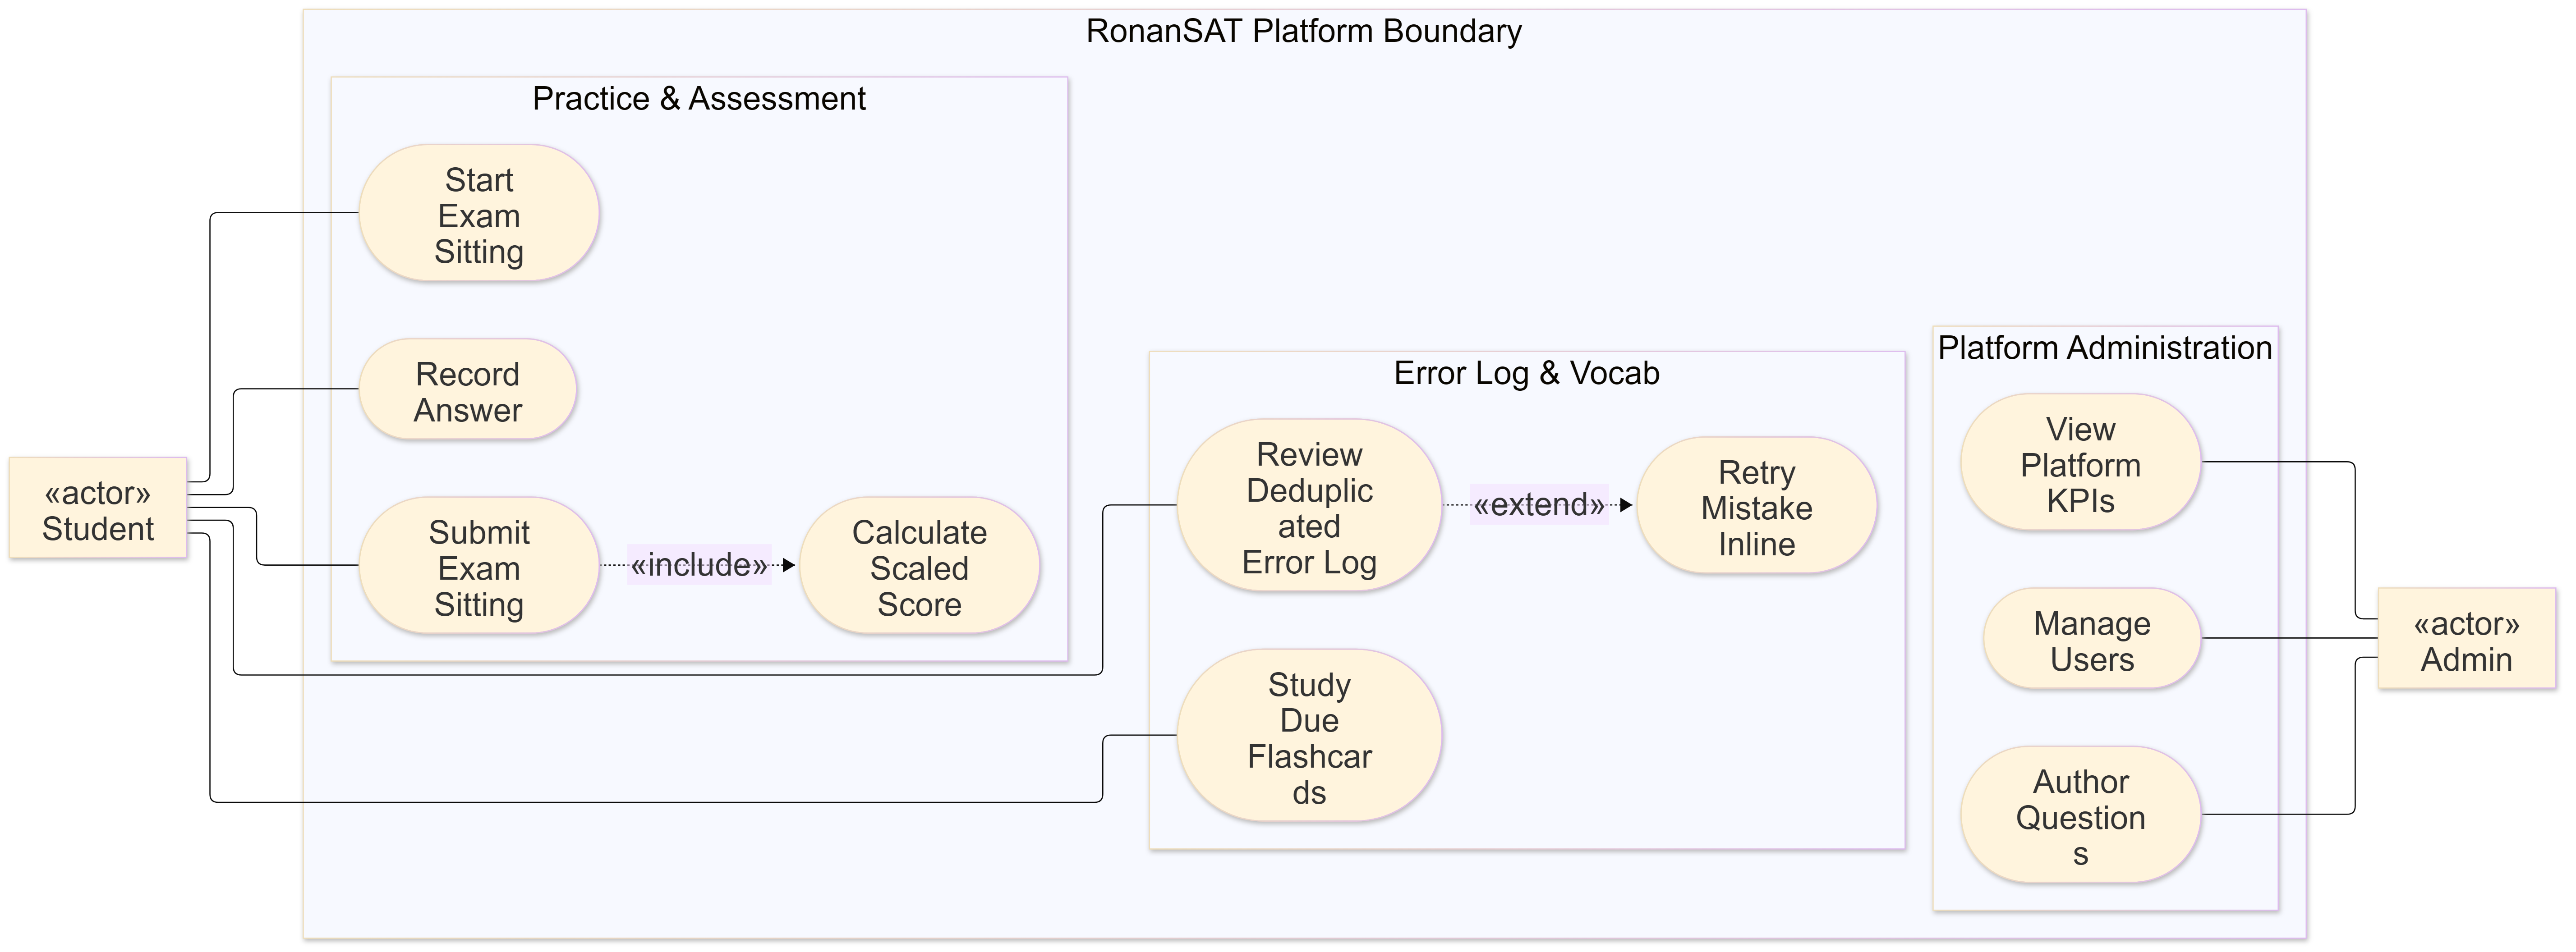 RonanSAT Platform Boundary
Practice & Assessment
Start
Exam
Sitting
Record
Answer
Submit
Exam
Sitting
«include»
Calculate
Scaled
Score
«actor»
Student
Error Log & Vocab
Review
Deduplic
ated
Error Log
«extend»
Retry
Mistake
Inline
Study
Due
Flashcar
ds
Platform Administration
View
Platform
KPIs
Manage
Users
Author
Question
s
«actor»
Admin